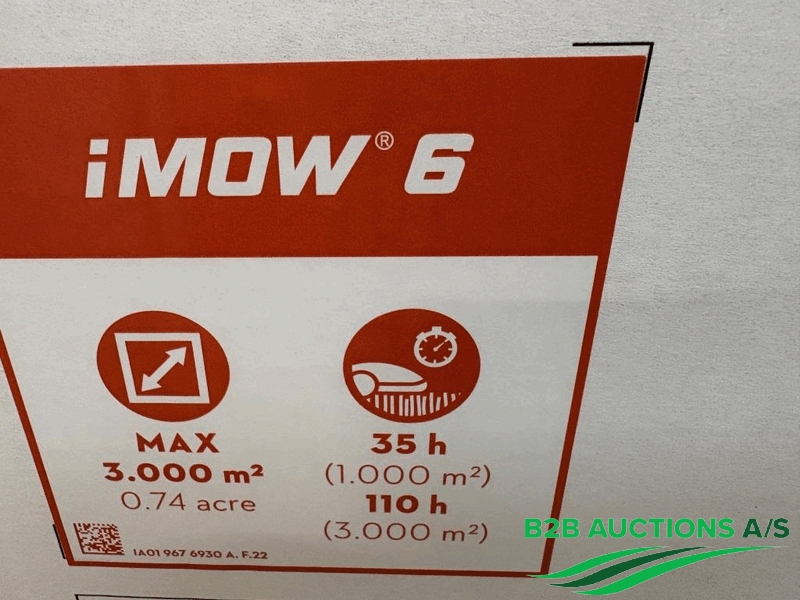 iMOW® 6
MAX
3.000 m²
0.74 acre
35 h
(1.000 m²)
110 h
(3.000 m²)
IA01 967 6930 A. F.22
B2B AUCTIONS A/S